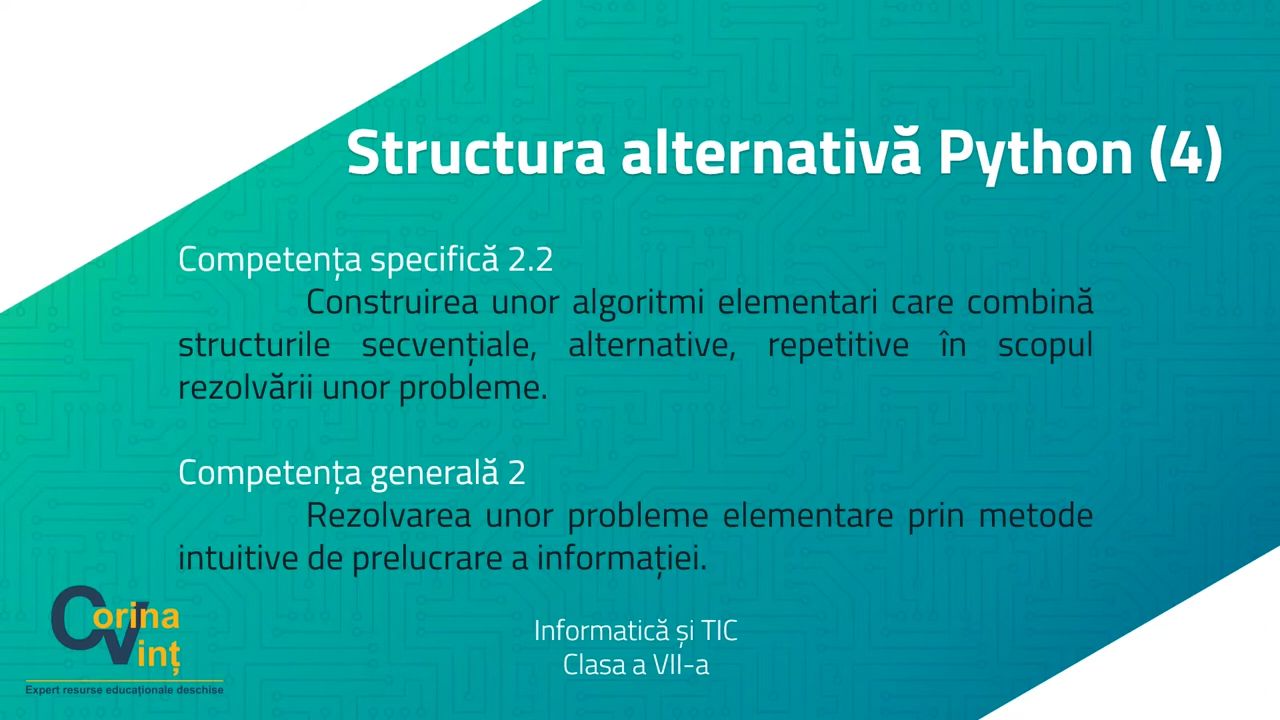 Structura alternativă Python (4)
Competența specifică 2.2
Construirea unor algoritmi elementari care combină
structurile secvențiale, alternative, repetitive în scopul
rezolvării unor probleme.
Competența generală 2
Rezolvarea unor probleme elementare prin metode
intuitive de prelucrare a informației.
Corina
Vinț
Expert resurse educaționale deschise
Informatică și TIC
Clasa a VII-a